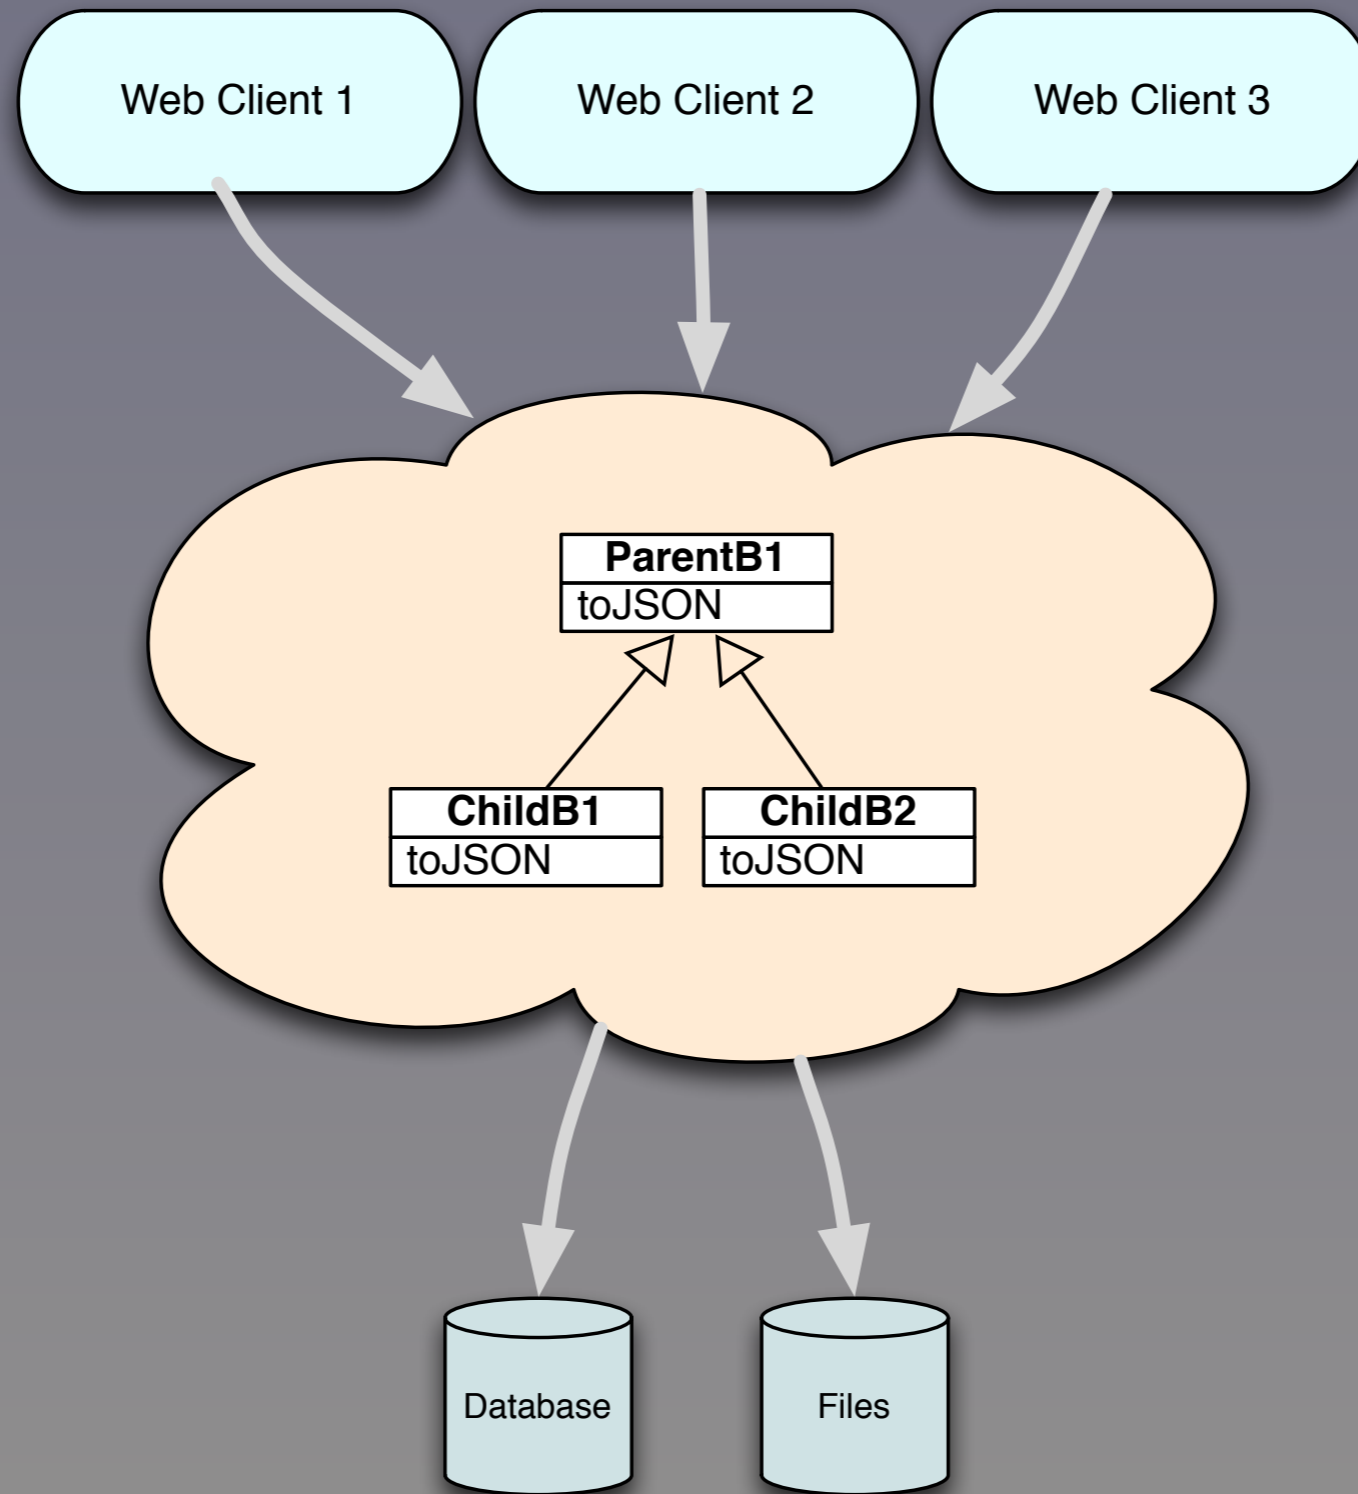 Web Client 1
Web Client 2
Web Client 3
ParentB1
toJSON
ChildB1
toJSON
ChildB2
toJSON
Database
Files